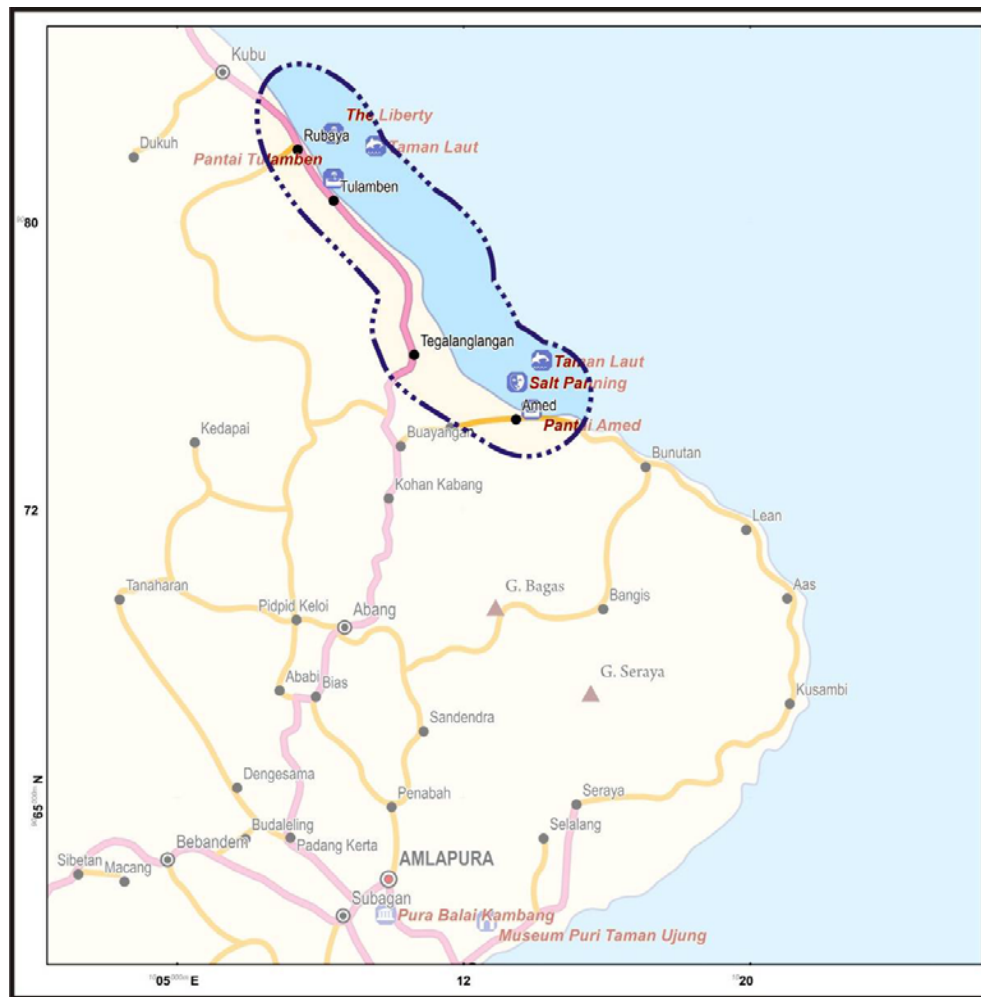 Kubu
The Liberty
Rubaya
Taman Laut
Dukuh
Pantai Tulamben
Tulamben
80
Tegalanglangan
Taman Laut
Salt Panning
Amed
Pantai Amed
Kedapai
Buayangan
Bunutan
Kohan Kabang
72
Lean
Tanaharan
G. Bagas
Bangis
Aas
Pidpid Keloi
Abang
G. Seraya
Ababi
Bias
Kusambi
Sandendra
Dengesama
Penabah
Seraya
65
N
Budaleling
Padang Kerta
Selalang
Bebandem
Sibetan
Macang
AMLAPURA
Subagan
Pura Balai Kambang
Museum Puri Taman Ujung
05
E
12
20